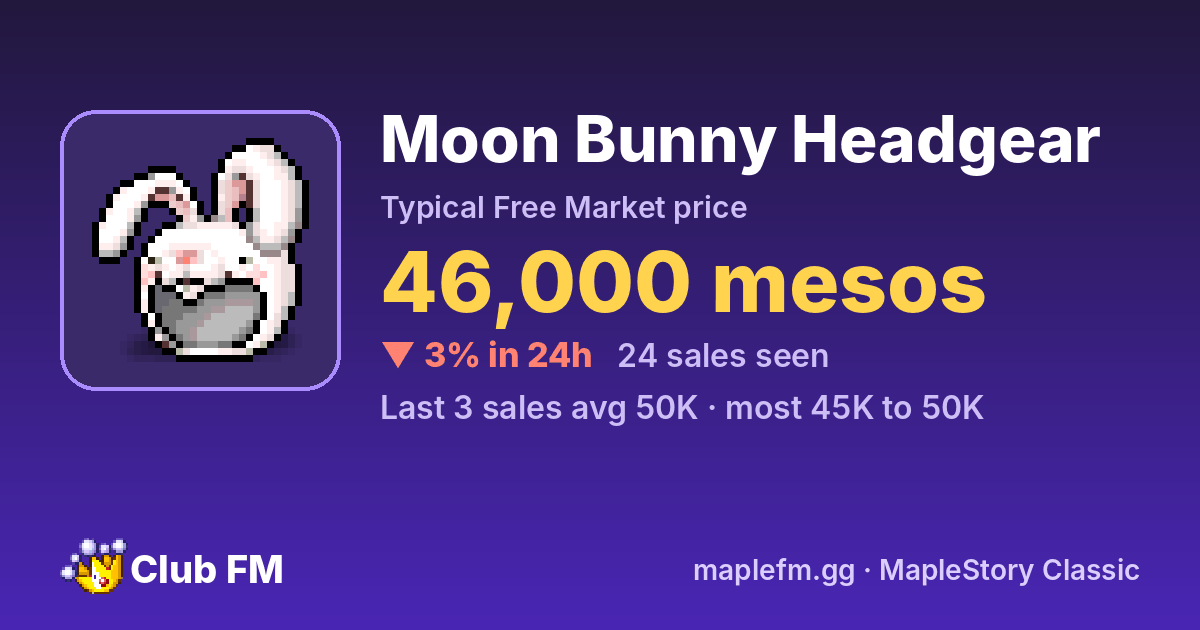 Moon Bunny Headgear
Typical Free Market price
46,000 mesos
▼ 3% in 24h 24 sales seen
Last 3 sales avg 50K · most 45K to 50K
Club FM
maplefm.gg · MapleStory Classic